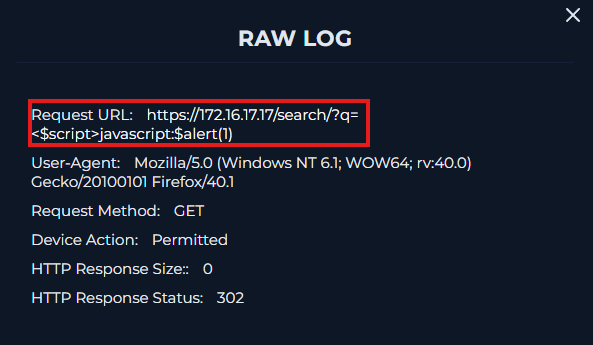 RAW LOG
Request URL: https://172.16.17.17/search/?q=
<$script>javascript:$alert(1)
User-Agent: Mozilla/5.0 (Windows NT 6.1; WOW64; rv:40.0)
Gecko/20100101 Firefox/40.1
Request Method: GET
Device Action: Permitted
HTTP Response Size:: 0
HTTP Response Status: 302